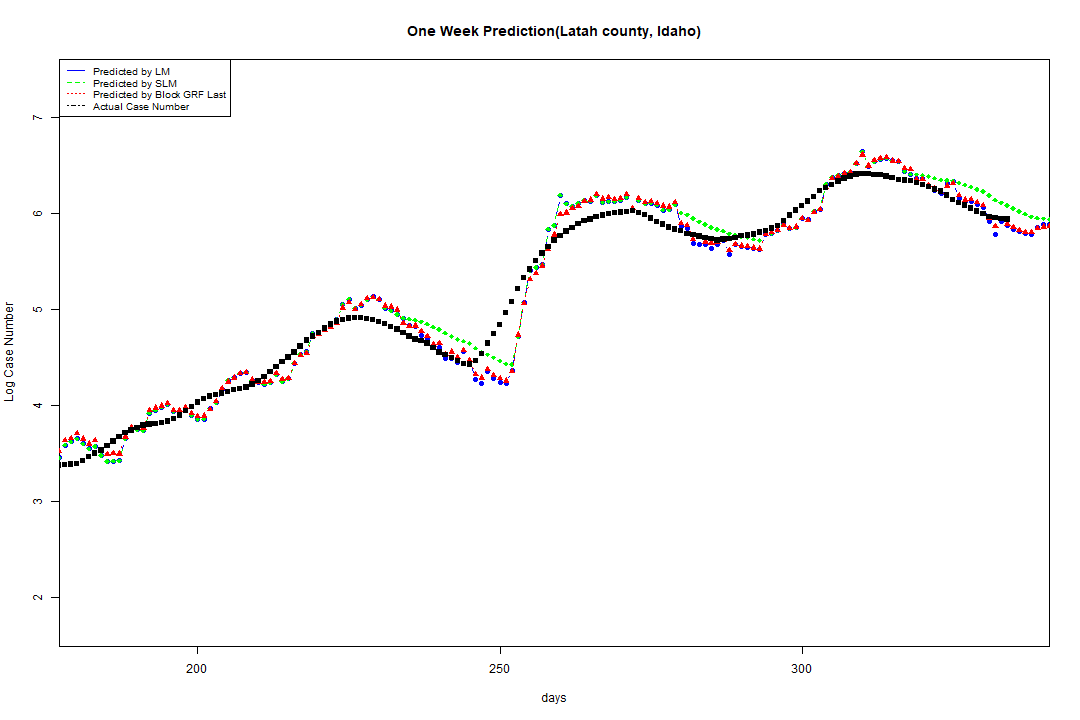 One Week Prediction(Latah county, Idaho)
Predicted by LM
Predicted by SLM
Predicted by Block GRF Last
Actual Case Number
7
6
5
4
3
2
Log Case Number
200 250 300
days